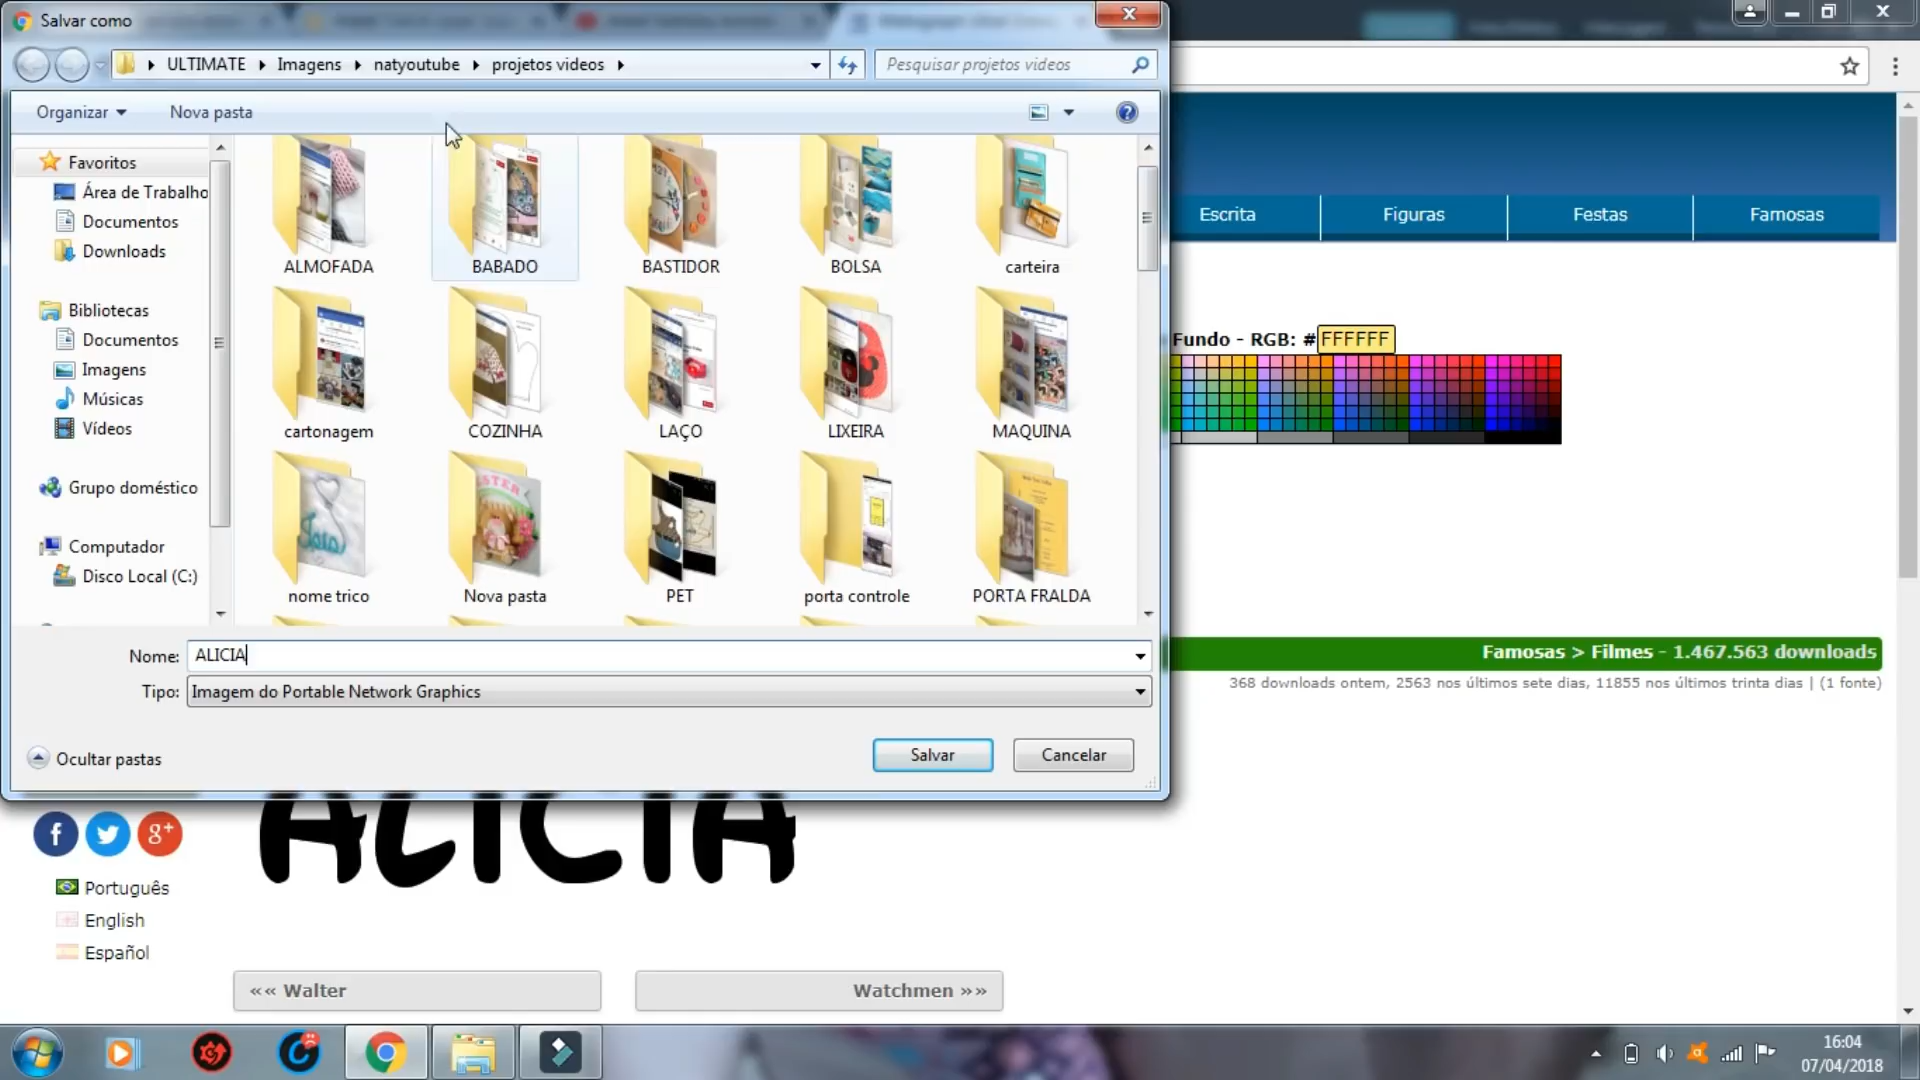 Salvar como
ULTIMATE Imagens natyoutube projetos videos
Pesquisar projetos videos
Organizar
Nova pasta
Favoritos
Área de Trabalho
Documentos
Downloads
Bibliotecas
Documentos
Imagens
Músicas
Vídeos
Grupo doméstico
Computador
Disco Local (C:)
ALMOFADA
BABADO
BASTIDOR
BOLSA
carteira
cartonagem
COZINHA
LAÇO
LIXEIRA
MAQUINA
nome trico
Nova pasta
PET
porta controle
PORTA FRALDA
Nome: ALICIA
Tipo: Imagem do Portable Network Graphics
Ocultar pastas
Salvar
Cancelar
Escrita
Figuras
Festas
Famosas
Fundo - RGB: #FFFFFF
Famosas > Filmes - 1.467.563 downloads
368 downloads ontem, 2563 nos últimos sete dias, 11855 nos últimos trinta dias | (1 fonte)
ALICIA
Português
English
Español
«« Walter
Watchmen »»
16:04
07/04/2018